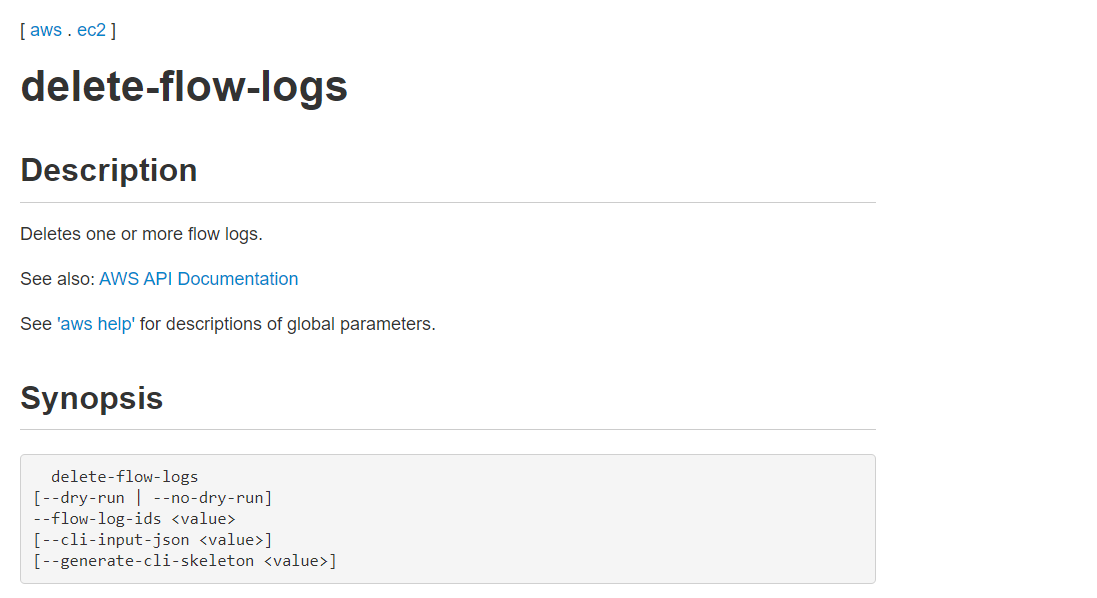 [ aws . ec2 ]
delete-flow-logs
Description
Deletes one or more flow logs.
See also: AWS API Documentation
See 'aws help' for descriptions of global parameters.
Synopsis
  delete-flow-logs
[--dry-run | --no-dry-run]
--flow-log-ids <value>
[--cli-input-json <value>]
[--generate-cli-skeleton <value>]